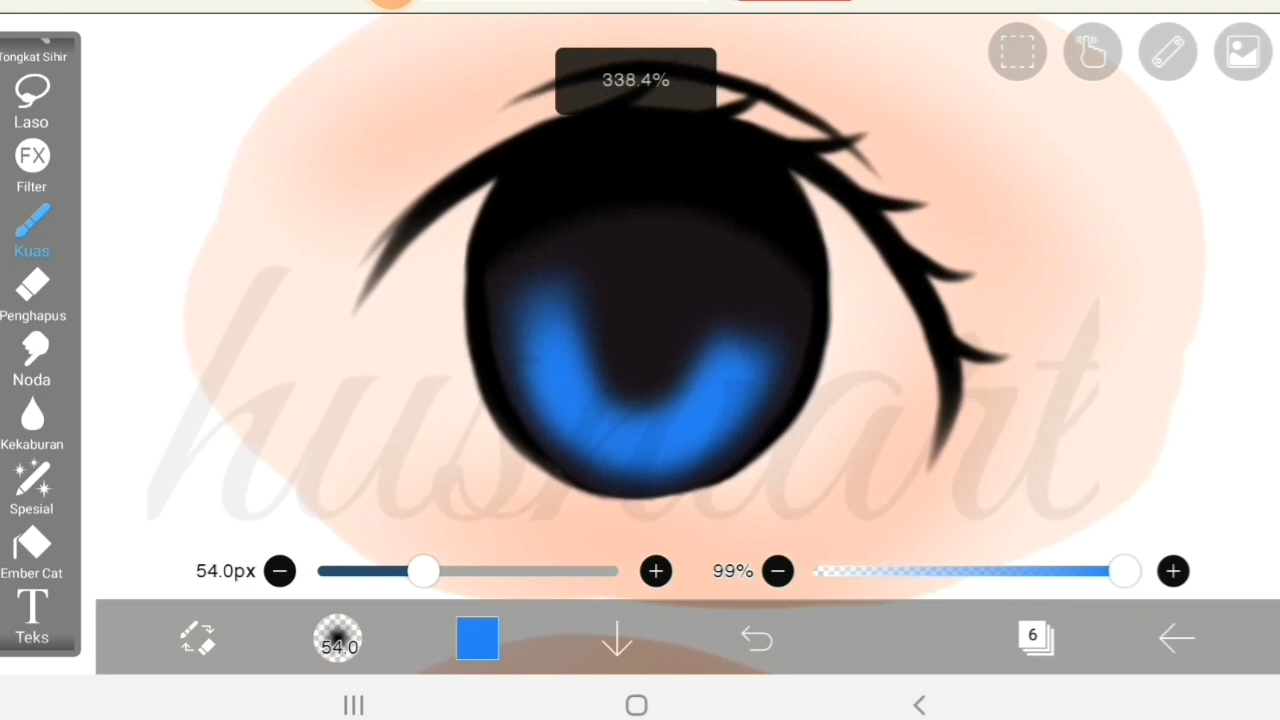 Tongkat Sihir
Laso
FX
Filter
Kuas
Penghapus
Noda
Kekaburan
Spesial
Ember Cat
T
Teks
338.4%
husnaart
54.0px
99%
54.0
6